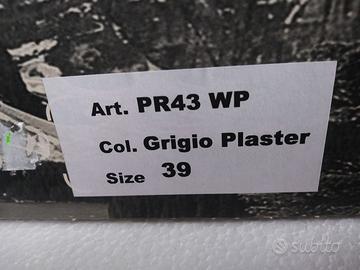 Art. PR43 WP
Col. Grigio Plaster
Size 39
subito